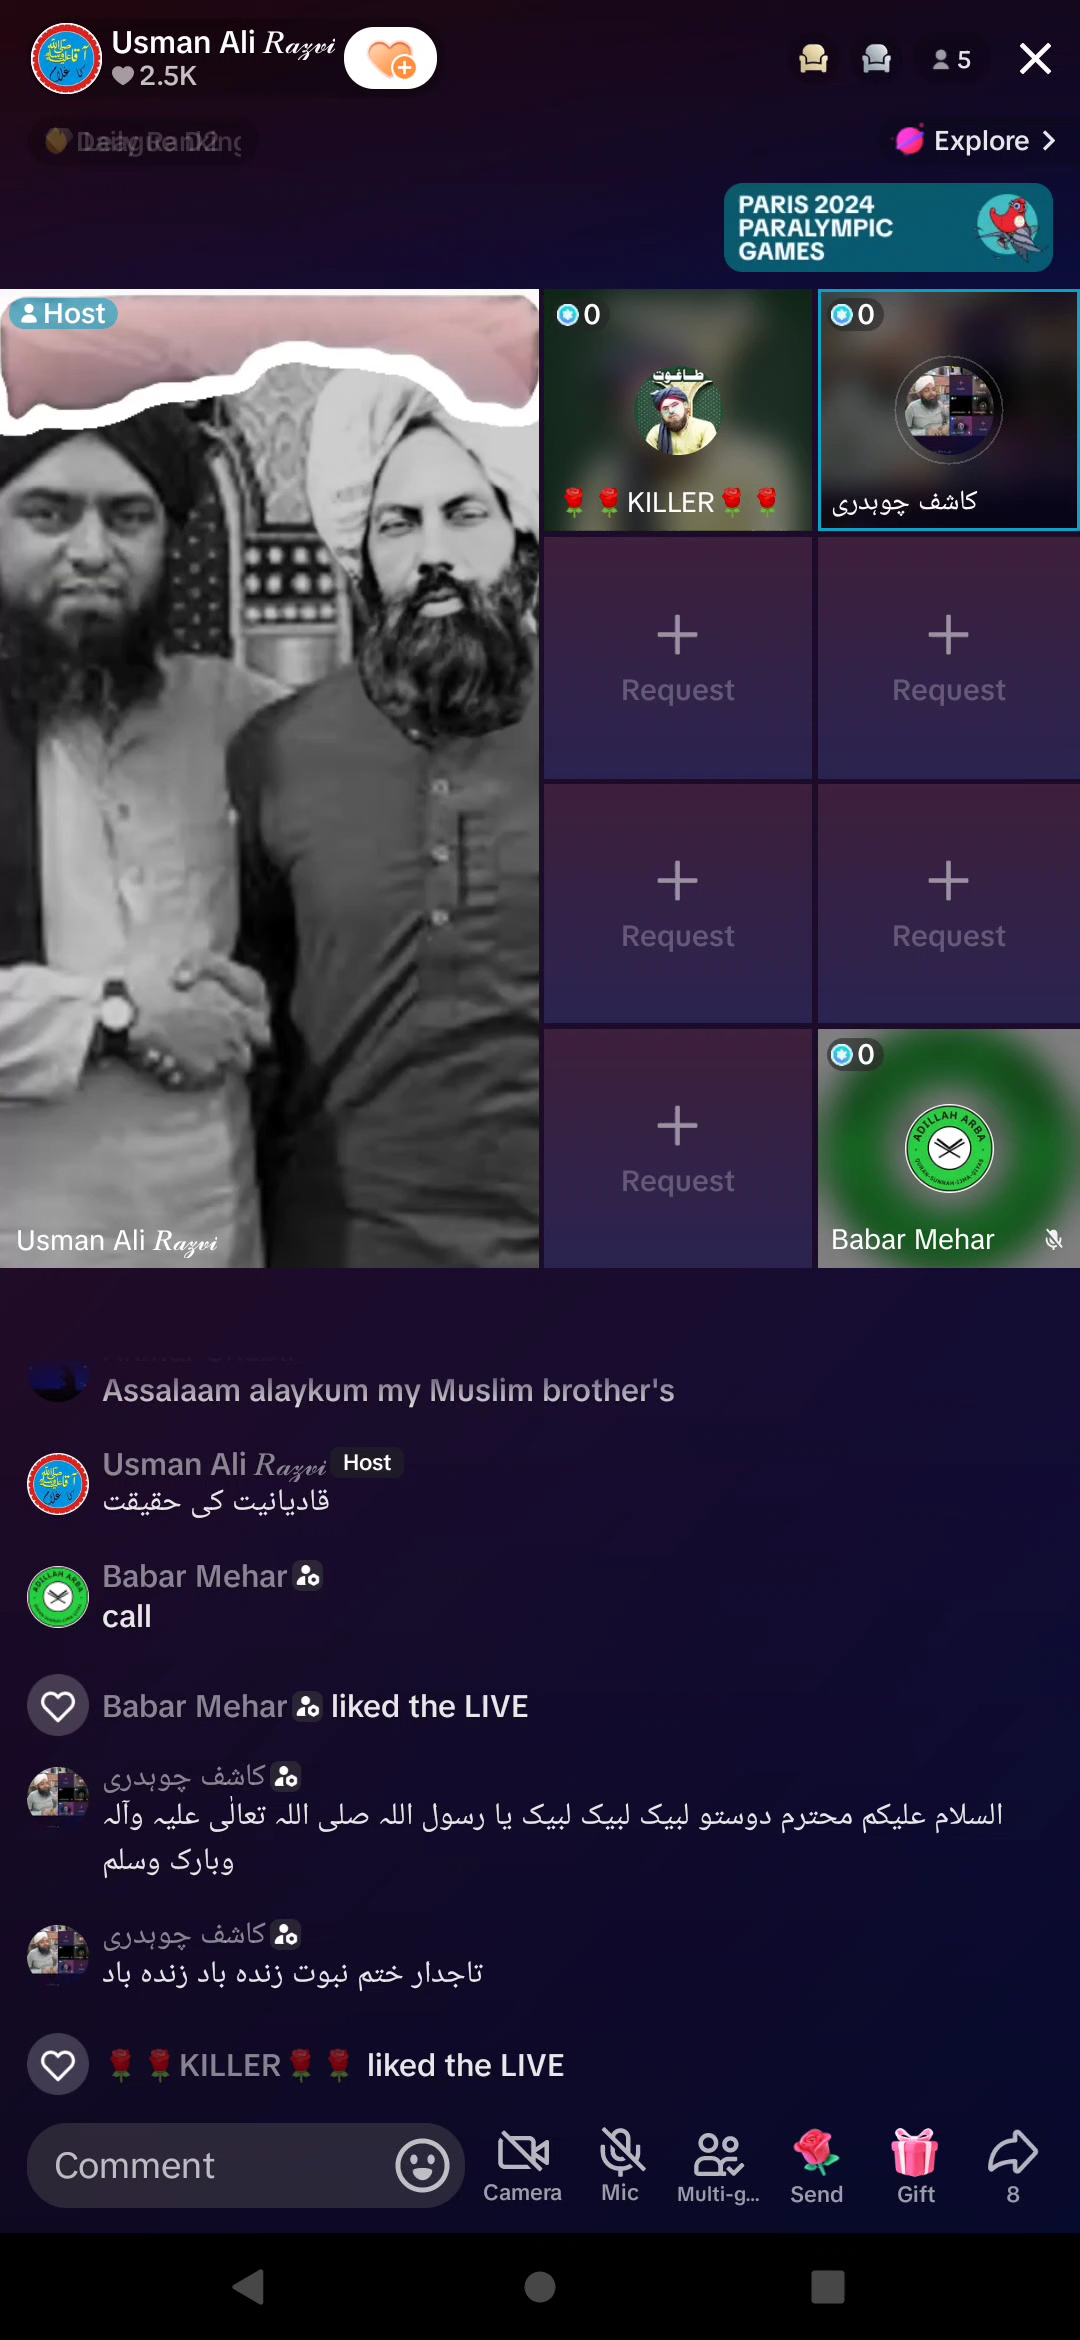 Usman Ali Razvi
2.5K
5
Explore
PARIS 2024
PARALYMPIC
GAMES
Host
0
0
طاغوت
🌹🌹KILLER🌹🌹
کاشف چوہدری
Request
Request
Request
Request
Request
0
ADILLAH ARBA
Usman Ali Razvi
Babar Mehar
Assalaam alaykum my Muslim brother's
Usman Ali Razvi Host
قادیانیت کی حقیقت
Babar Mehar
call
Babar Mehar liked the LIVE
کاشف چوہدری
السلام علیکم محترم دوستو لبیک لبیک لبیک یا رسول اللہ صلی اللہ تعالٰی علیہ وآلہ
وبارک وسلم
کاشف چوہدری
تاجدار ختم نبوت زندہ باد زندہ باد
🌹🌹KILLER🌹🌹 liked the LIVE
Comment
Camera
Mic
Multi-g...
Send
Gift
8